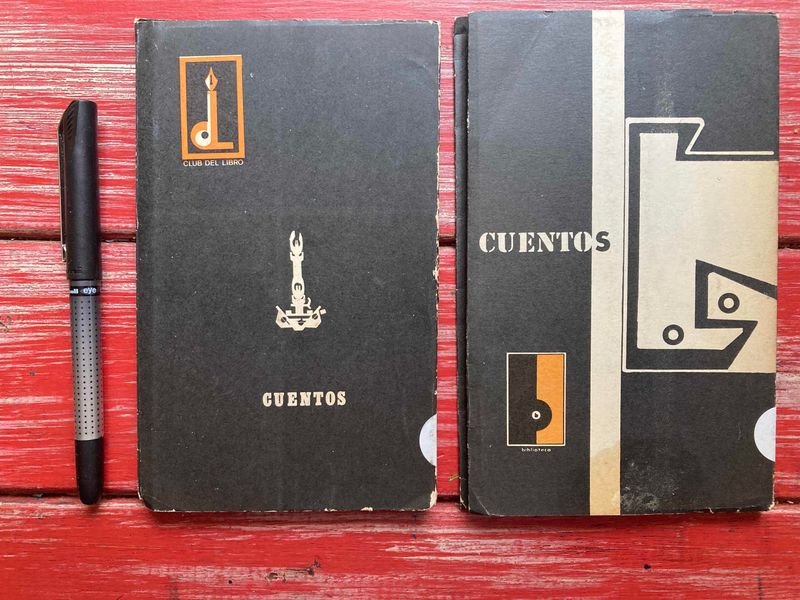 eye
CLUB DEL LIBRO
CUENTOS
CUENTOS
b
biblioteca